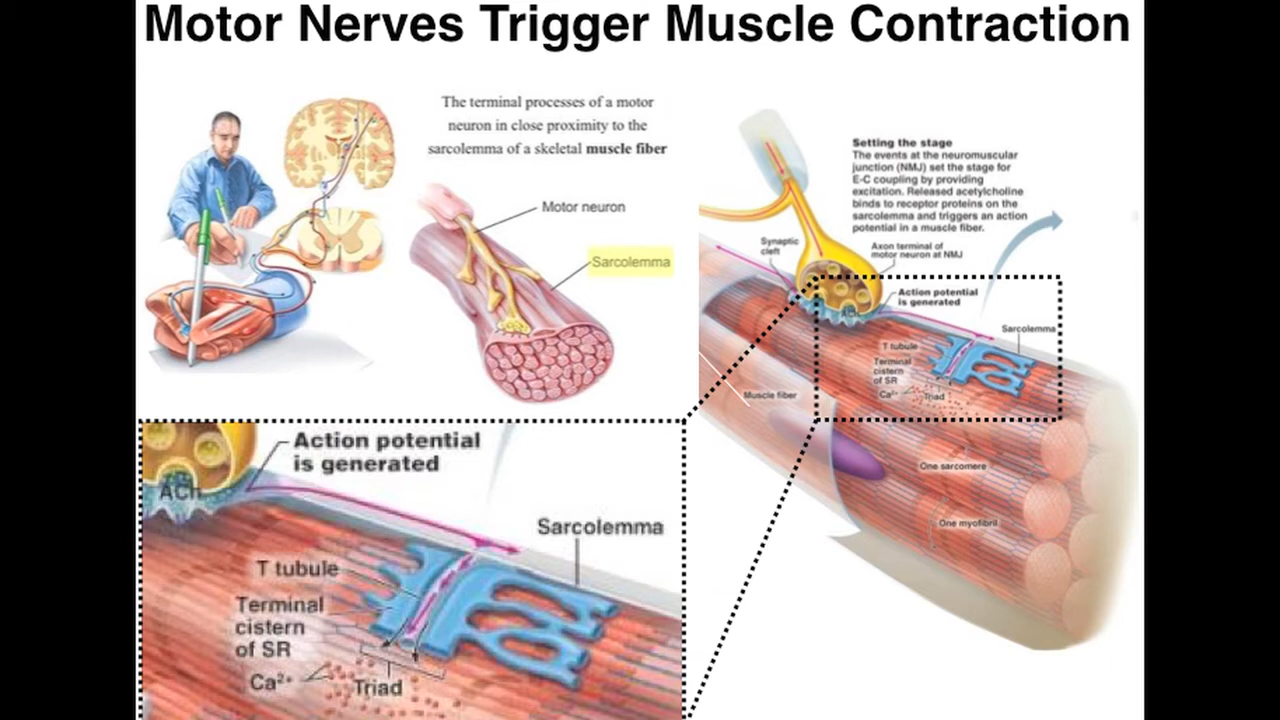 Motor Nerves Trigger Muscle Contraction
The terminal processes of a motor
neuron in close proximity to the
sarcolemma of a skeletal muscle fiber
Motor neuron
Sarcolemma
Setting the stage
The events at the neuromuscular
junction (NMJ) set the stage for
E-C coupling by providing
excitation. Released acetylcholine
binds to receptor proteins on the
sarcolemma and triggers an action
potential in a muscle fiber.
Synaptic
cleft
Axon terminal of
motor neuron at NMJ
Action potential
is generated
ACh
Sarcolemma
T tubule
Terminal
cistern
of SR
Ca²⁺
Triad
Muscle fiber
One sarcomere
One myofibril
Action potential
is generated
ACh
Sarcolemma
T tubule
Terminal
cistern
of SR
Ca²⁺
Triad